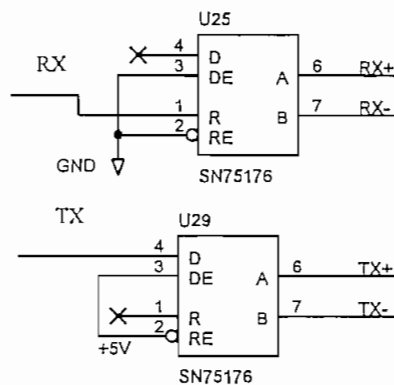 U25
RX
4 D
3 DE A 6 RX+
1 R B 7 RX-
2 RE
GND
SN75176
TX
U29
4 D
3 DE A 6 TX+
1 R B 7 TX-
2 RE
+5V
SN75176